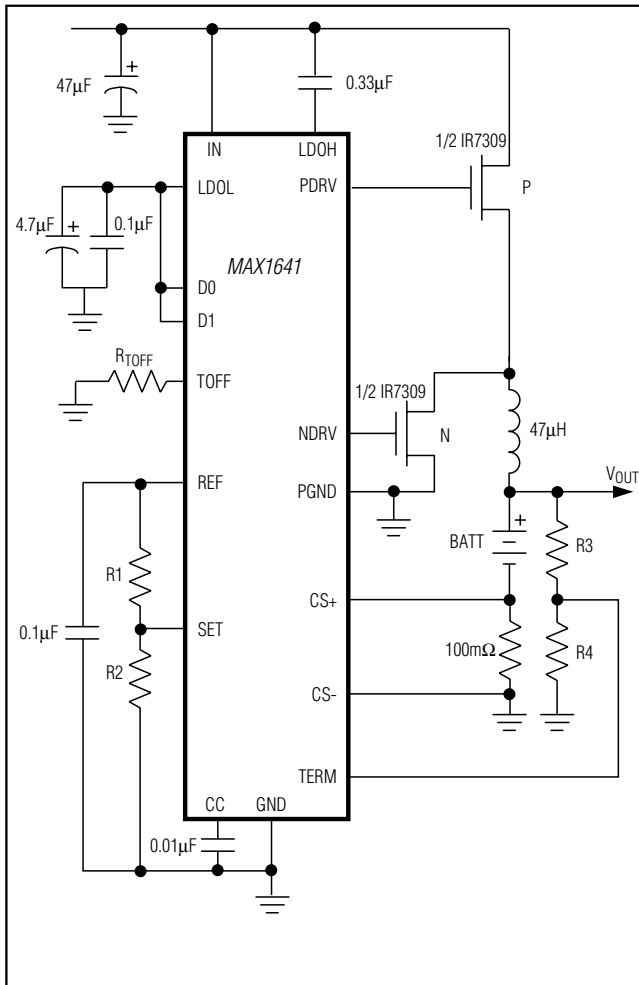 +
47µF
0.33µF
1/2 IR7309
IN
LDOH
LDOL
PDRV
P
4.7µF
+
0.1µF
MAX1641
D0
D1
RTOFF
TOFF
1/2 IR7309
NDRV
N
47µH
REF
PGND
VOUT
+
BATT
R3
R1
CS+
0.1µF
SET
R2
100mΩ
R4
CS-
TERM
CC
GND
0.01µF